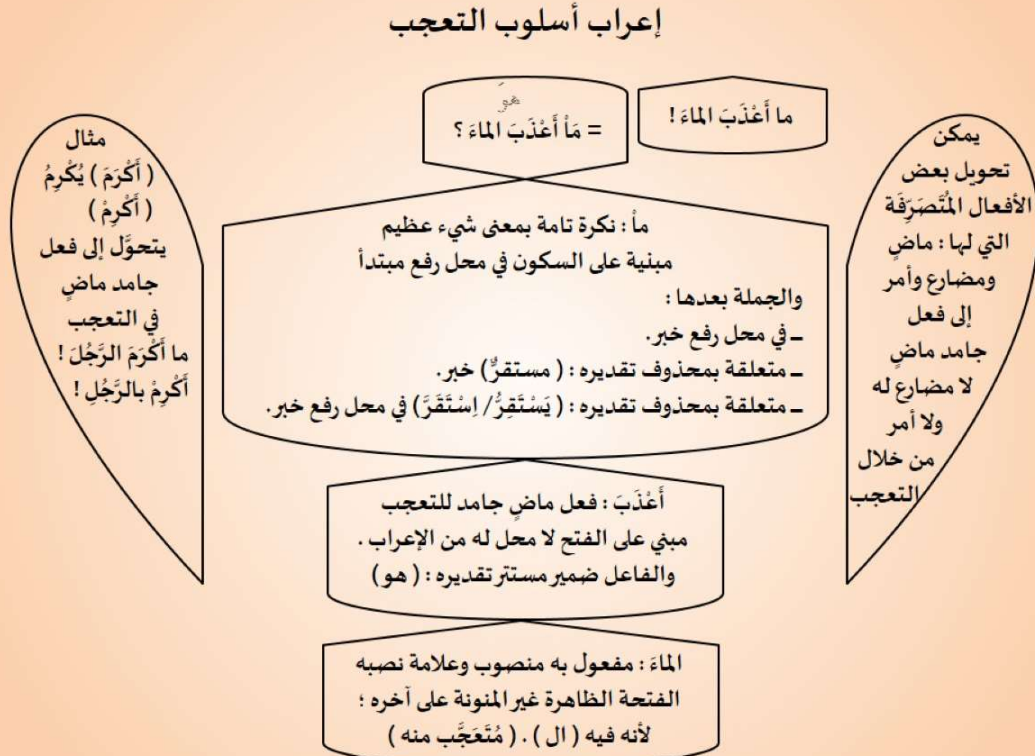 إعراب أسلوب التعجب
ما أَعْذَبَ الماءَ !
هوَ
= مَاْ أَعْذَبَ الماءَ ؟
يمكن
تحويل بعض
الأفعال المُتَصَرِّفَة
التي لها : ماضٍ
ومضارع وأمر
إلى فعل
جامد ماضٍ
لا مضارع له
ولا أمر
من خلال
التعجب
مأ : نكرة تامة بمعنى شيء عظيم
مبنية على السكون في محل رفع مبتدأ
والجملة بعدها :
ـ في محل رفع خبر.
ـ متعلقة بمحذوف تقديره : ( مستقرٌّ) خبر.
ـ متعلقة بمحذوف تقديره : ( يَسْتَقِرُّ/ اِسْتَقَرَّ) في محل رفع خبر.
مثال
( أَكْرَمَ ) يُكْرِمُ
( أَكْرِمْ )
يتحوَّل إلى فعل
جامد ماضٍ
في التعجب
ما أَكْرَمَ الرَّجُلَ !
أَكْرِمْ بالرَّجُلِ !
أَعْذَبَ : فعل ماضٍ جامد للتعجب
مبني على الفتح لا محل له من الإعراب .
والفاعل ضمير مستتر تقديره : ( هو )
الماءَ : مفعول به منصوب وعلامة نصبه
الفتحة الظاهرة غير المنونة على آخره ؛
لأنه فيه ( ال ) . ( مُتَعَجَّب منه )